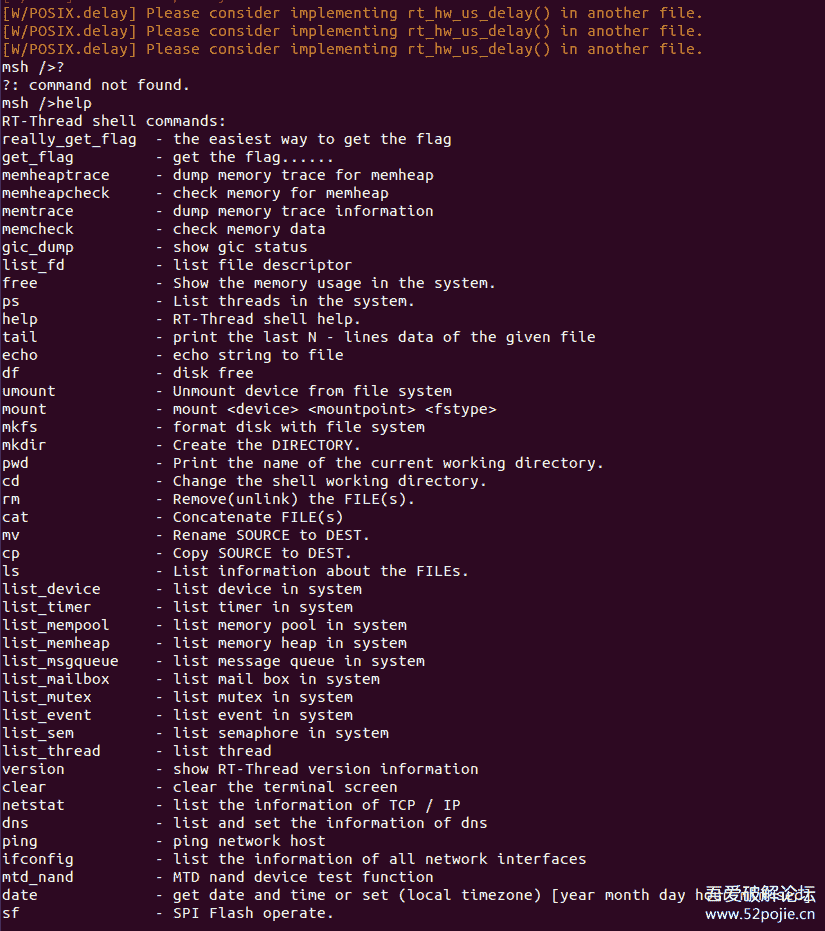 [W/POSIX.delay] Please consider implementing rt_hw_us_delay() in another file.
[W/POSIX.delay] Please consider implementing rt_hw_us_delay() in another file.
[W/POSIX.delay] Please consider implementing rt_hw_us_delay() in another file.
msh />?
?: command not found.
msh />help
RT-Thread shell commands:
really_get_flag  - the easiest way to get the flag
get_flag         - get the flag......
memheaptrace     - dump memory trace for memheap
memheapcheck     - check memory for memheap
memtrace         - dump memory trace information
memcheck         - check memory data
gic_dump         - show gic status
list_fd          - list file descriptor
free             - Show the memory usage in the system.
ps               - List threads in the system.
help             - RT-Thread shell help.
tail             - print the last N - lines data of the given file
echo             - echo string to file
df               - disk free
umount           - Unmount device from file system
mount            - mount <device> <mountpoint> <fstype>
mkfs             - format disk with file system
mkdir            - Create the DIRECTORY.
pwd              - Print the name of the current working directory.
cd               - Change the shell working directory.
rm               - Remove(unlink) the FILE(s).
cat              - Concatenate FILE(s)
mv               - Rename SOURCE to DEST.
cp               - Copy SOURCE to DEST.
ls               - List information about the FILEs.
list_device      - list device in system
list_timer       - list timer in system
list_mempool     - list memory pool in system
list_memheap     - list memory heap in system
list_msgqueue    - list message queue in system
list_mailbox     - list mail box in system
list_mutex       - list mutex in system
list_event       - list event in system
list_sem         - list semaphore in system
list_thread      - list thread
version          - show RT-Thread version information
clear            - clear the terminal screen
netstat          - list the information of TCP / IP
dns              - list and set the information of dns
ping             - ping network host
ifconfig         - list the information of all network interfaces
mtd_nand         - MTD nand device test function
date             - get date and time or set (local timezone) [year month day
sf               - SPI Flash operate.
吾爱破解论坛
www.52pojie.cn